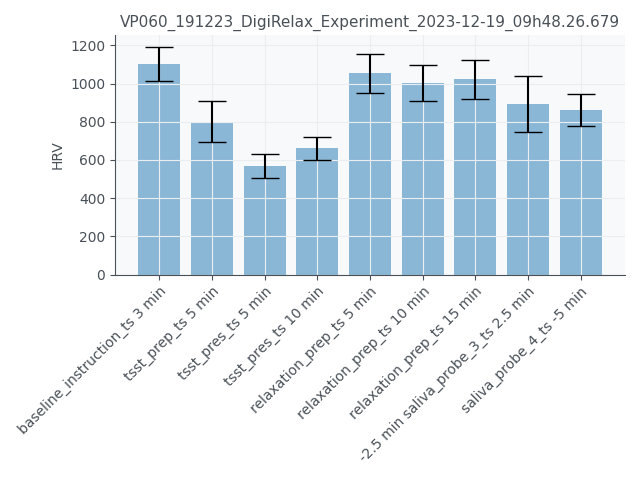 VP060_191223_DigiRelax_Experiment_2023-12-19_09h48.26.679
HRV
1200
1000
800
600
400
200
0
baseline_instruction_ts 3 min
tsst_prep_ts 5 min
tsst_pres_ts 5 min
tsst_pres_ts 10 min
relaxation_prep_ts 5 min
relaxation_prep_ts 10 min
relaxation_prep_ts 15 min
-2.5 min saliva_probe_3_ts 2.5 min
saliva_probe_4_ts -5 min